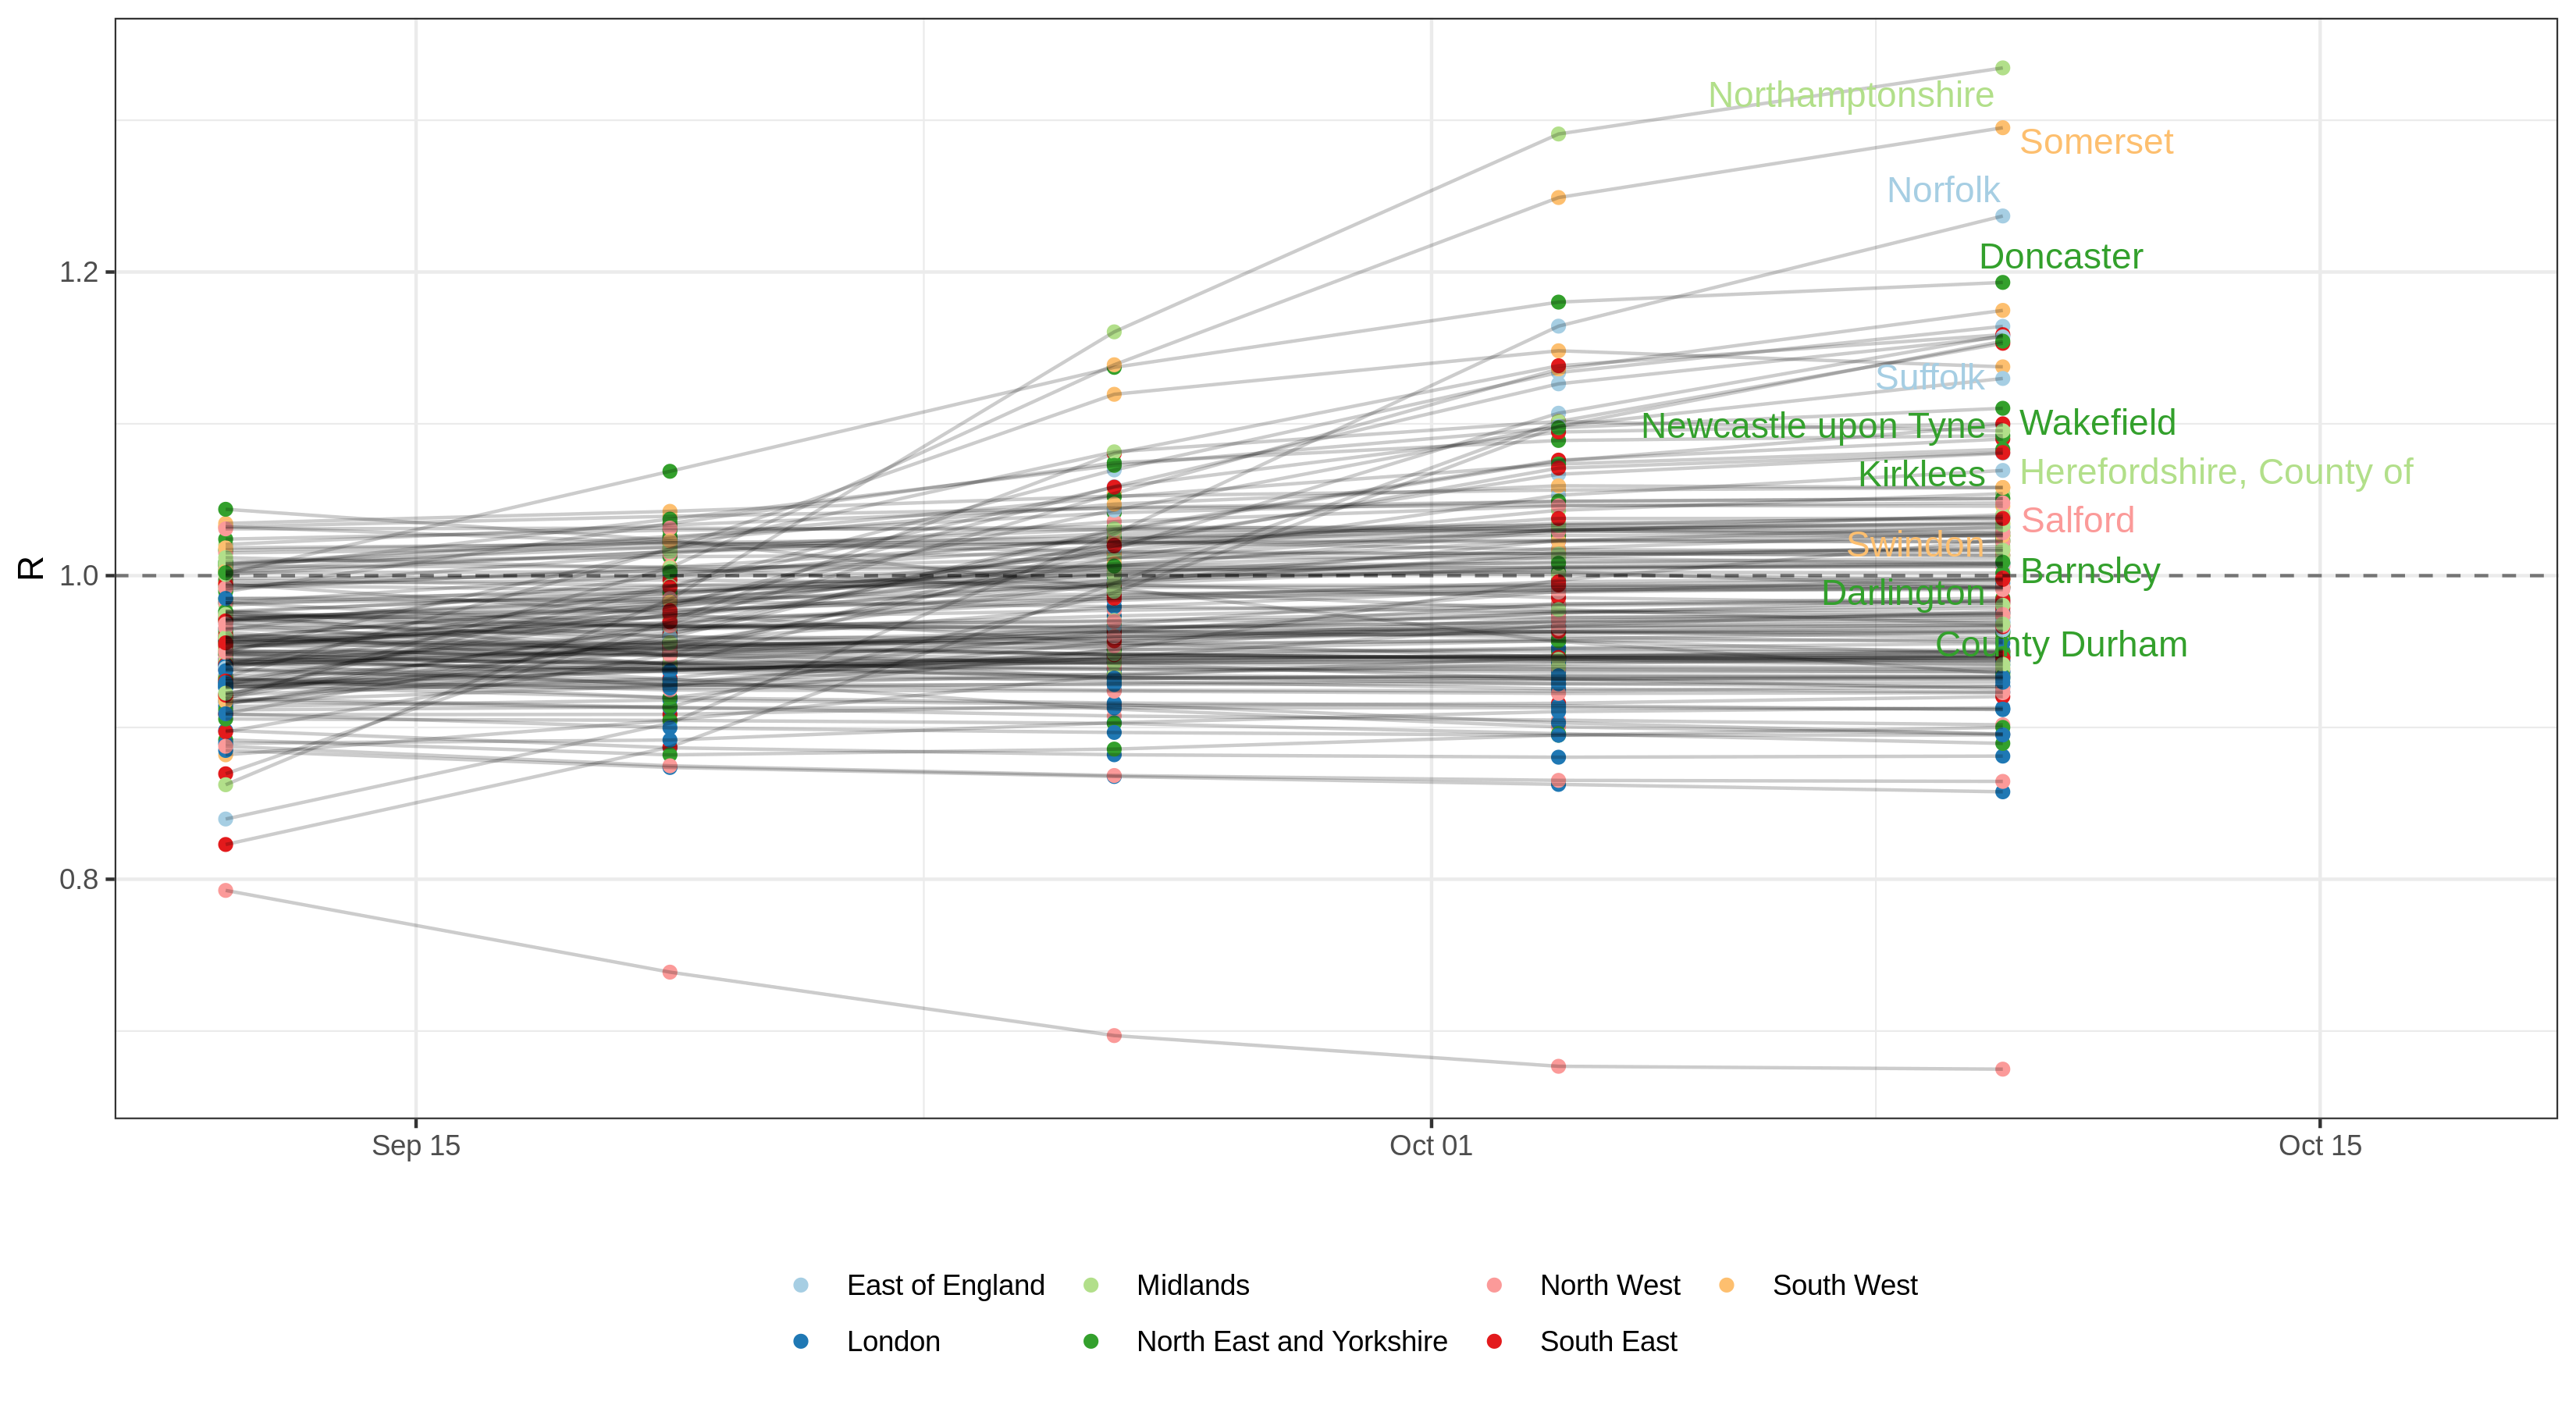 Northamptonshire
Somerset
Norfolk
Doncaster
1.2
Suffolk
Wakefield
Newcastle upon Tyne
Herefordshire, County of
Kirklees
Salford
Swindon
R
1.0
Barnsley
Darlington
County Durham
0.8
Sep 15
Oct 01
Oct 15
East of England
Midlands
North West
South West
London
North East and Yorkshire
South East